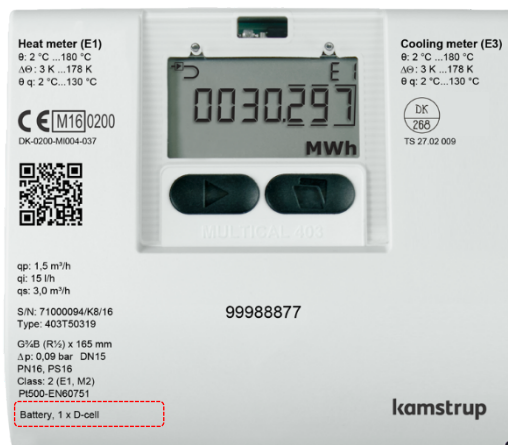 Heat meter (E1)
θ: 2 °C ...180 °C
ΔΘ: 3 K ...178 K
θ q: 2 °C...130 °C
CE M16 0200
DK-0200-MI004-037
E1
0030.297
MWh
MULTICAL 403
Cooling meter (E3)
θ: 2 °C ...180 °C
ΔΘ: 3 K ...178 K
θ q: 2 °C...130 °C
DK
268
TS 27.02 009
qp: 1,5 m³/h
qi: 15 l/h
qs: 3,0 m³/h
S/N: 71000094/K8/16
Type: 403T50319
G¾B (R½) x 165 mm
Δp: 0,09 bar DN15
PN16, PS16
Class: 2 (E1, M2)
Pt500-EN60751
Battery, 1 x D-cell
99988877
kamstrup